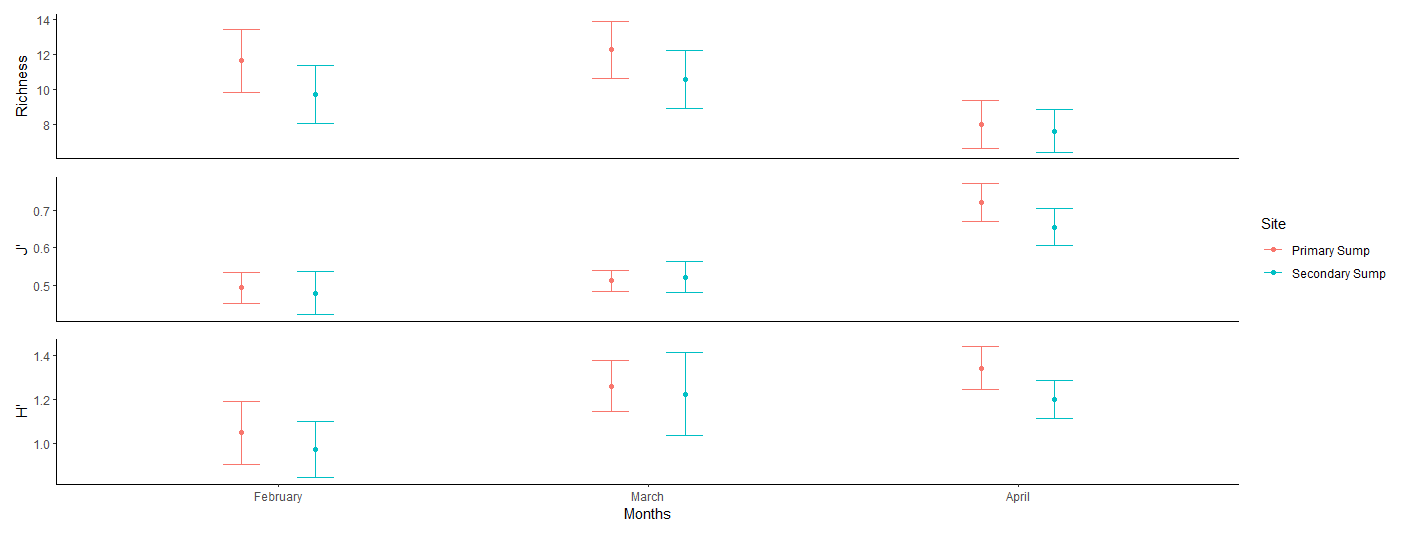 Richness
14
12
10
8
J'
0.7
0.6
0.5
H'
1.4
1.2
1.0
February
March
April
Months
Site
Primary Sump
Secondary Sump